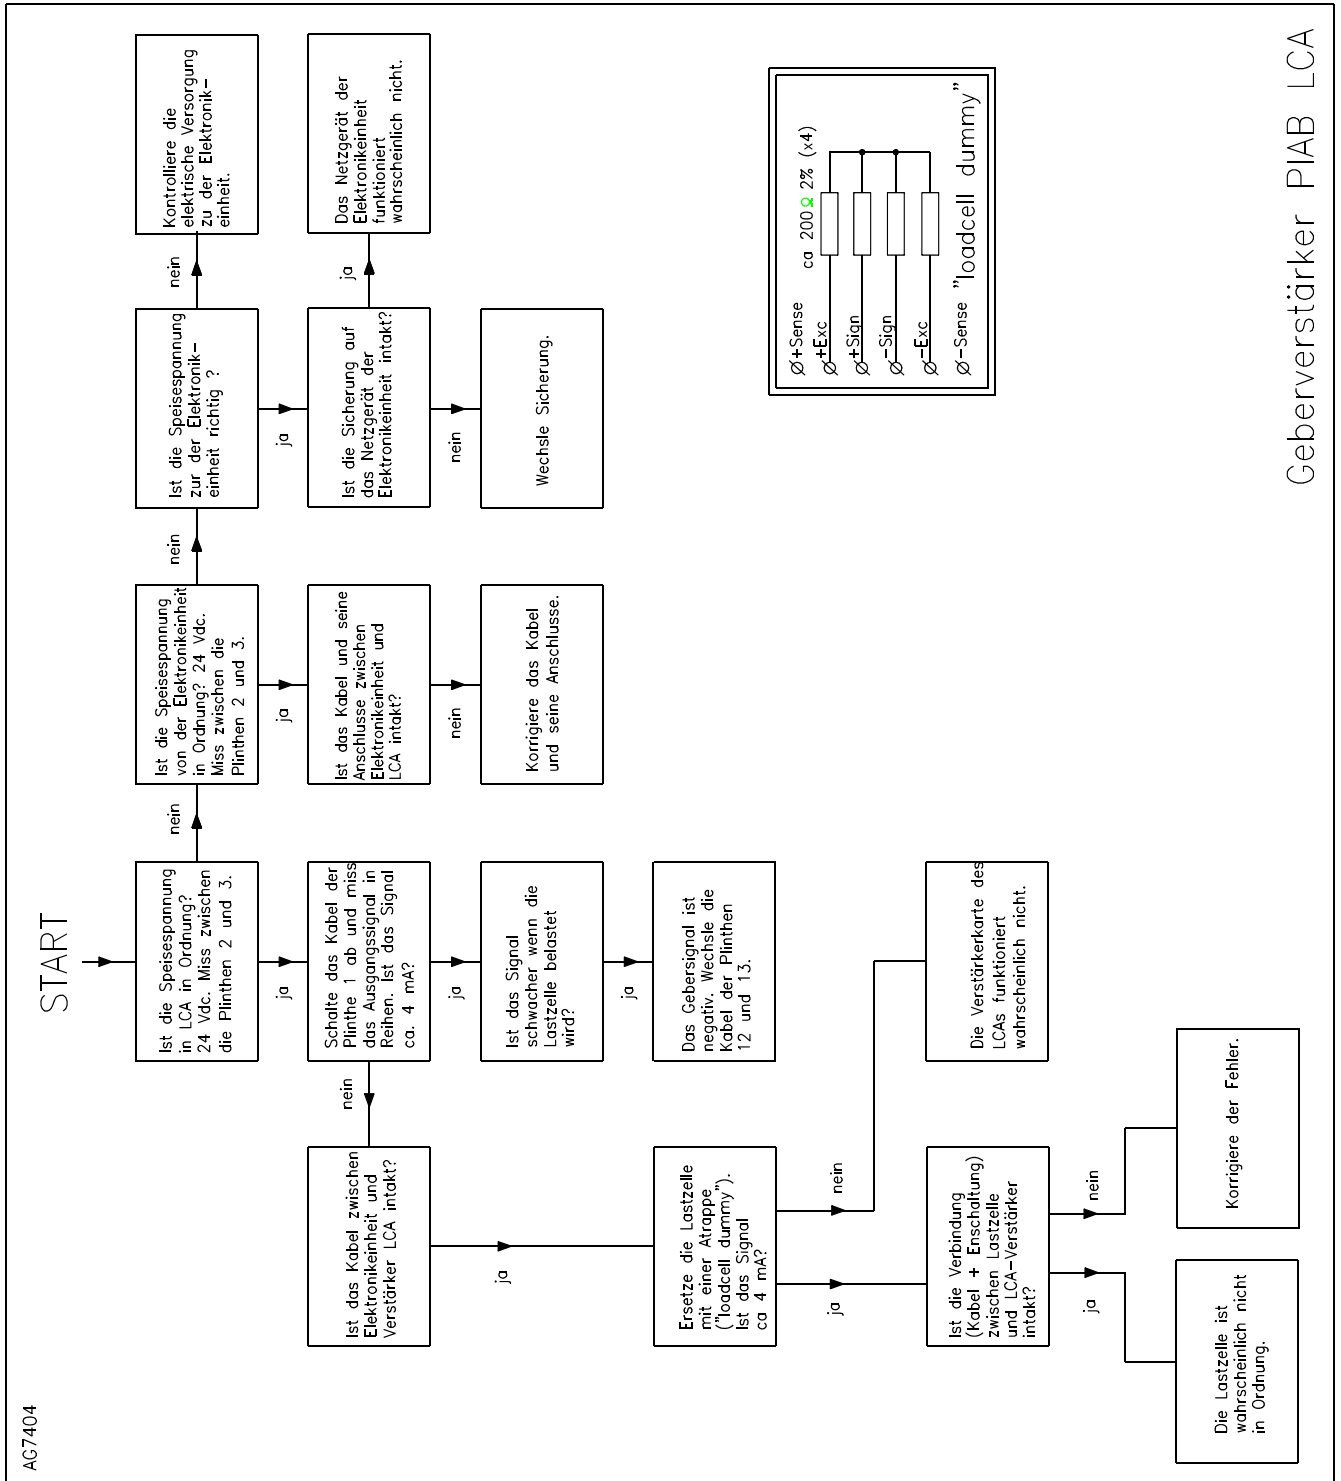 AG7404
START
Ist die Speisespannung
in LCA in Ordnung?
24 Vdc. Miss zwischen
die Plinthen 2 und 3.
nein
Ist die Speisespannung
von der Elektronikeinheit
in Ordnung? 24 Vdc.
Miss zwischen die
Plinthen 2 und 3.
nein
Ist die Speisespannung
zur der Elektronik–
einheit richtig ?
nein
Kontrolliere die
elektrische Versorgung
zu der Elektronik–
einheit.
ja
ja
ja
Schalte das Kabel der
Plinthe 1 ab und miss
das Ausgangssignal in
Reihen. Ist das Signal
ca. 4 mA?
Ist das Kabel und seine
Anschlusse zwischen
Elektronikeinheit und
LCA intakt?
Ist die Sicherung auf
das Netzgerät der
Elektronikeinheit intakt?
ja
Das Netzgerät der
Elektronikeinheit
funktioniert
wahrscheinlich nicht.
nein
Ist das Kabel zwischen
Elektronikeinheit und
Verstärker LCA intakt?
ja
nein
nein
Ist das Signal
schwacher wenn die
Lastzelle belastet
wird?
Korrigiere das Kabel
und seine Anschlusse.
Wechsle Sicherung.
ja
ja
Ersetze die Lastzelle
mit einer Atrappe
("loadcell dummy").
Ist das Signal
ca 4 mA?
Das Gebersignal ist
negativ. Wechsle die
Kabel der Plinthen
12 und 13.
ja
nein
Ist die Verbindung
(Kabel + Enschaltung)
zwischen Lastzelle
und LCA–Verstärker
intakt?
Die Verstärkerkarte des
LCAs funktioniert
wahrscheinlich nicht.
ja
nein
Die Lastzelle ist
wahrscheinlich nicht
in Ordnung.
Korrigiere der Fehler.
∅+Sense
ca 200Ω 2% (x4)
∅+Exc
∅+Sign
∅–Sign
∅–Exc
∅–Sense
"loadcell dummy"
Geberverstärker PIAB LCA